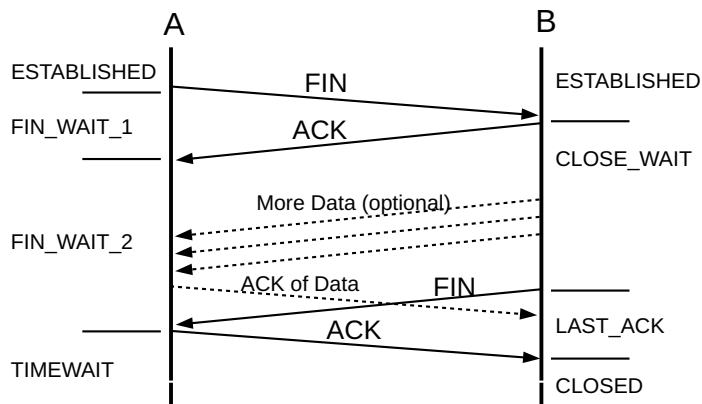 A
B
ESTABLISHED
FIN
ESTABLISHED
FIN_WAIT_1
ACK
CLOSE_WAIT
More Data (optional)
FIN_WAIT_2
ACK of Data
FIN
ACK
LAST_ACK
TIMEWAIT
CLOSED